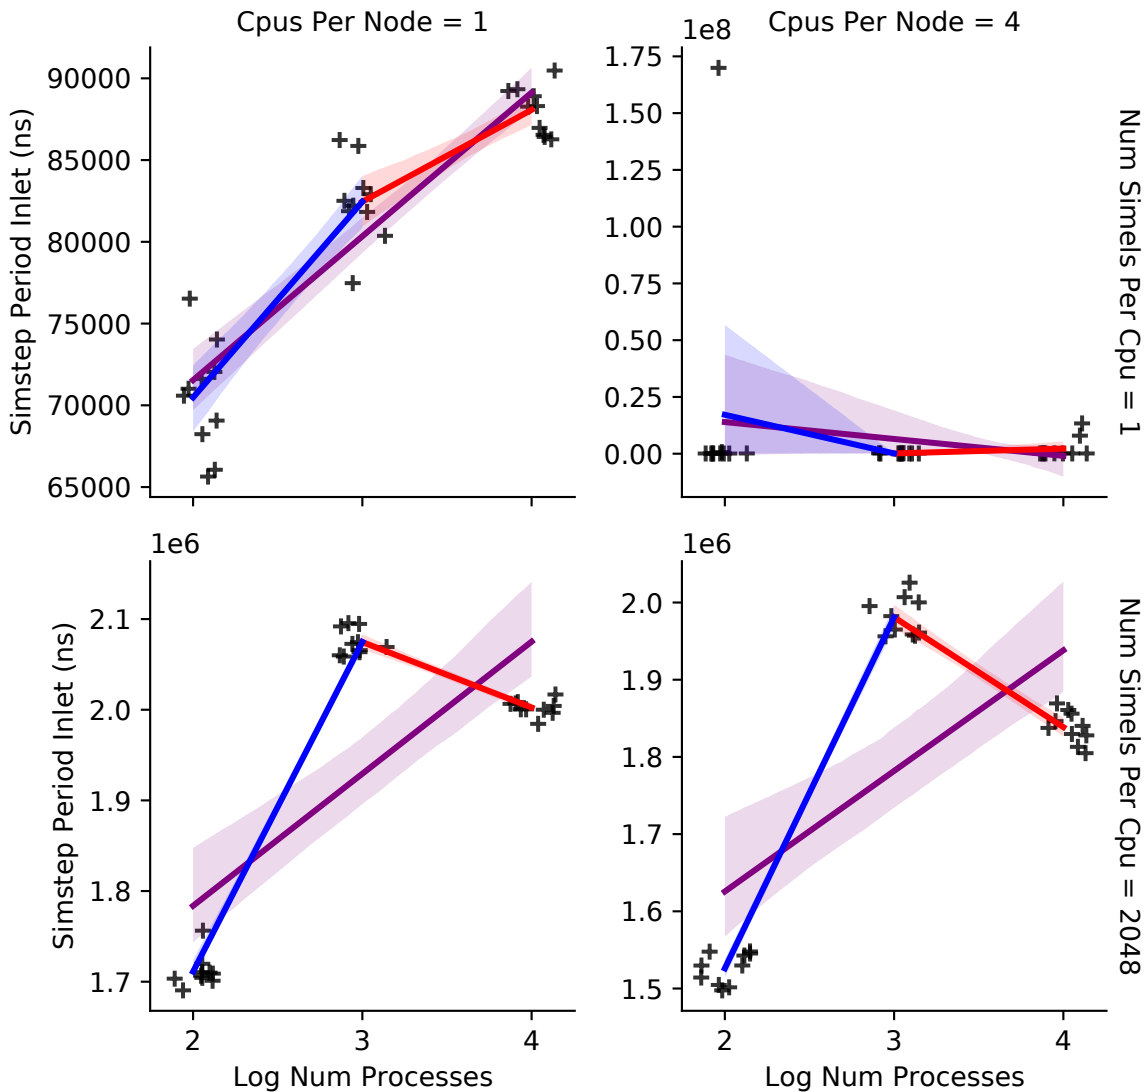 Cpus Per Node = 1
Cpus Per Node = 4
1e8
90000
85000
80000
75000
70000
65000
Simstep Period Inlet (ns)
1.75
1.50
1.25
1.00
0.75
0.50
0.25
0.00
Num Simels Per Cpu = 1
1e6
2.1
2.0
1.9
1.8
1.7
Simstep Period Inlet (ns)
2
3
4
Log Num Processes
1e6
2.0
1.9
1.8
1.7
1.6
1.5
2
3
4
Log Num Processes
Num Simels Per Cpu = 2048